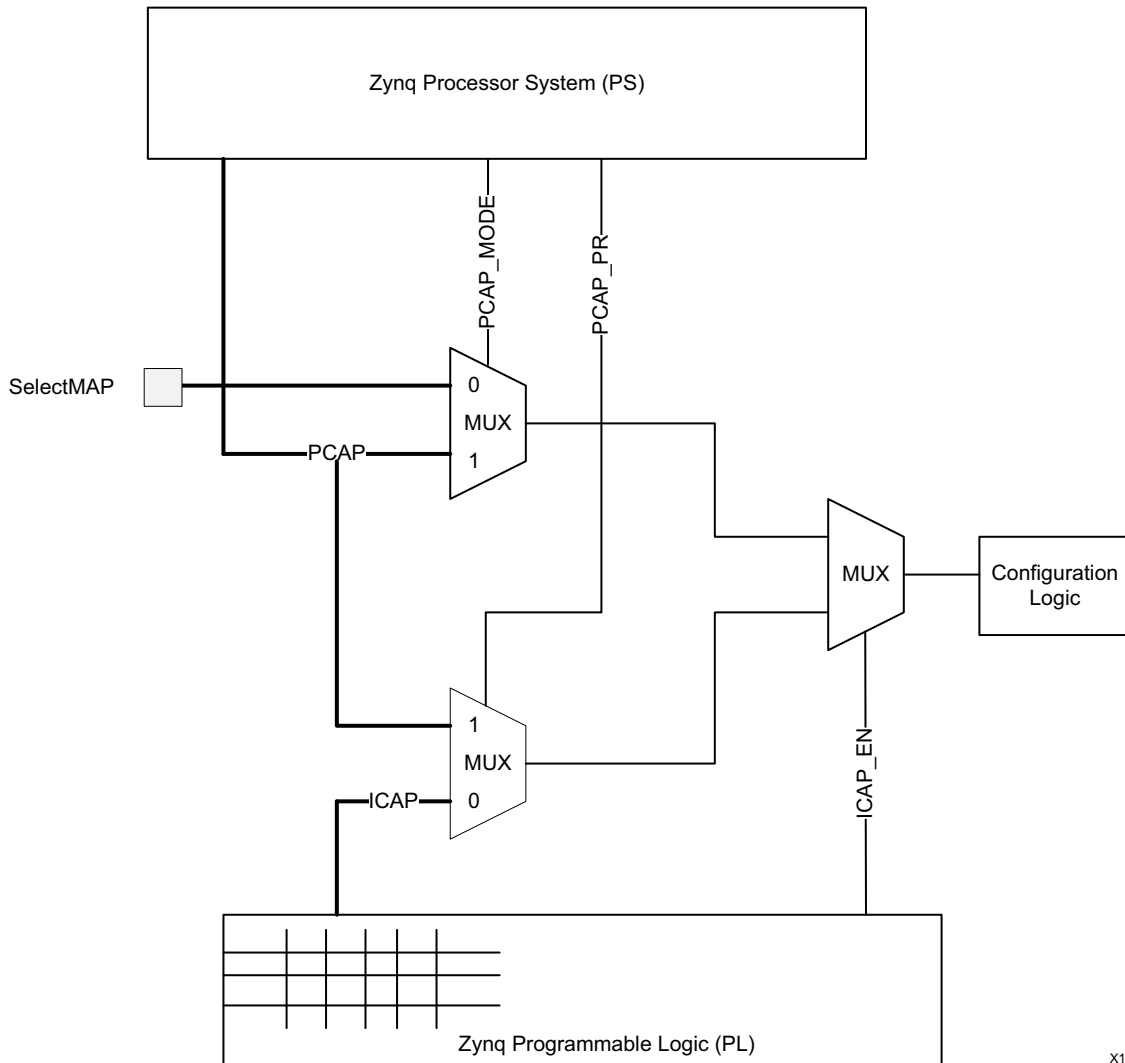 Zynq Processor System (PS)
PCAP_MODE
PCAP_PR
SelectMAP
0
MUX
1
PCAP
MUX
Configuration
Logic
1
MUX
0
ICAP
ICAP_EN
Zynq Programmable Logic (PL)
X1